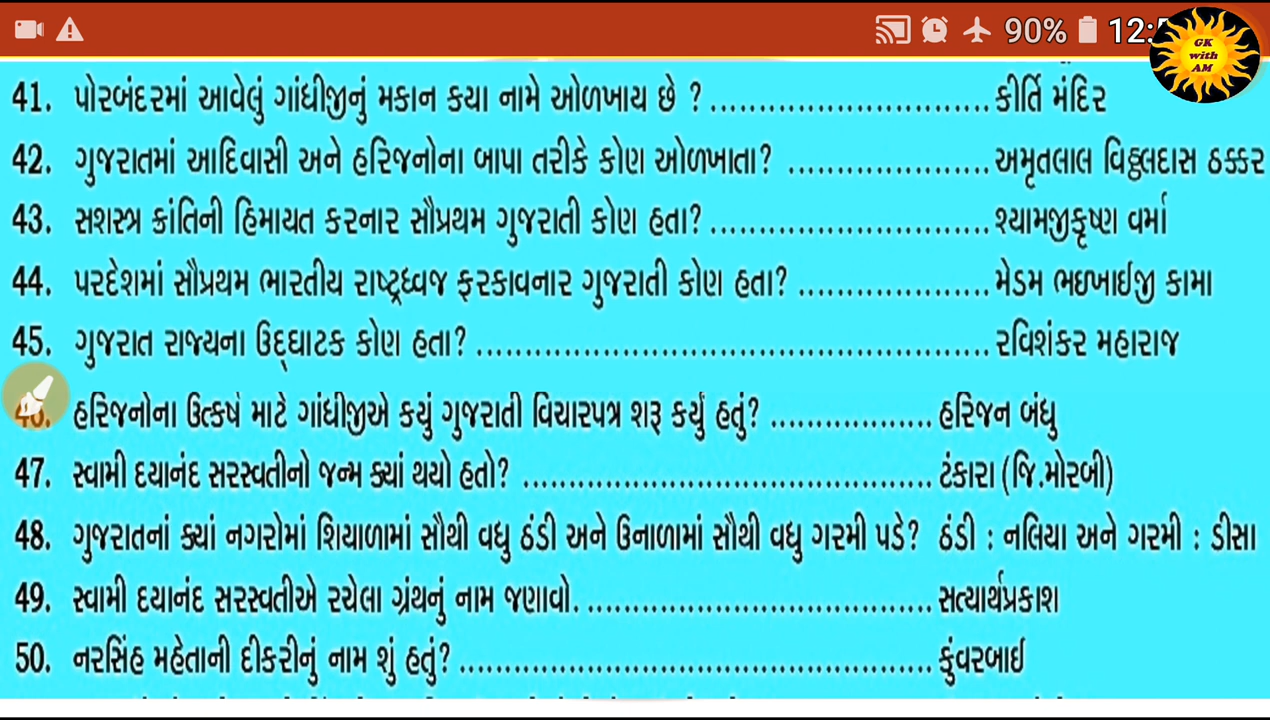 90% 12:5
GK
with
AM
41. પોરબંદરમાં આવેલું ગાંધીજીનું મકાન કયા નામે ઓળખાય છે ? ............................ કીર્તિ મંદિર
42. ગુજરાતમાં આદિવાસી અને હરિજનોના બાપા તરીકે કોણ ઓળખાતા? .................... અમૃતલાલ વિઠ્ઠલદાસ ઠક્કર
43. સશસ્ત્ર ક્રાંતિની હિમાયત કરનાર સૌપ્રથમ ગુજરાતી કોણ હતા? ............................ શ્યામજીકૃષ્ણ વર્મા
44. પરદેશમાં સૌપ્રથમ ભારતીય રાષ્ટ્રધ્વજ ફરકાવનાર ગુજરાતી કોણ હતા? ................... મેડમ ભીખાઈજી કામા
45. ગુજરાત રાજ્યના ઉદ્ઘાટક કોણ હતા? .................................................. રવિશંકર મહારાજ
46. હરિજનોના ઉત્કર્ષ માટે ગાંધીજીએ કયું ગુજરાતી વિચારપત્ર શરૂ કર્યું હતું? ................ હરિજન બંધુ
47. સ્વામી દયાનંદ સરસ્વતીનો જન્મ ક્યાં થયો હતો? ........................................ ટંકારા (જિ.મોરબી)
48. ગુજરાતનાં ક્યાં નગરોમાં શિયાળામાં સૌથી વધુ ઠંડી અને ઉનાળામાં સૌથી વધુ ગરમી પડે? ઠંડી : નલિયા અને ગરમી : ડીસા
49. સ્વામી દયાનંદ સરસ્વતીએ રચેલા ગ્રંથનું નામ જણાવો. .................................. સત્યાર્થપ્રકાશ
50. નરસિંહ મહેતાની દીકરીનું નામ શું હતું? .............................................. કુંવરબાઈ